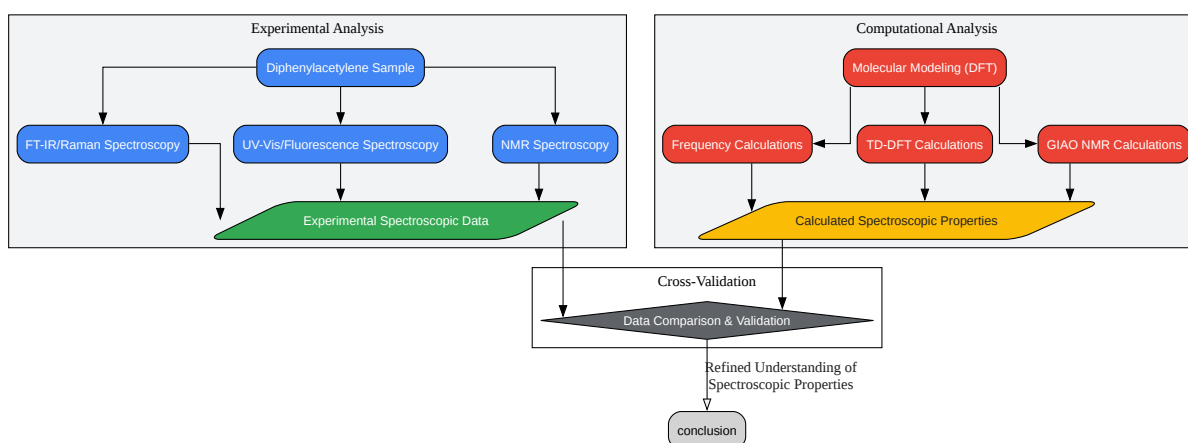 Experimental Analysis
Computational Analysis
Diphenylacetylene Sample
Molecular Modeling (DFT)
FT-IR/Raman Spectroscopy
UV-Vis/Fluorescence Spectroscopy
NMR Spectroscopy
Frequency Calculations
TD-DFT Calculations
GIAO NMR Calculations
Experimental Spectroscopic Data
Calculated Spectroscopic Properties
Cross-Validation
Data Comparison & Validation
Refined Understanding of
Spectroscopic Properties
conclusion